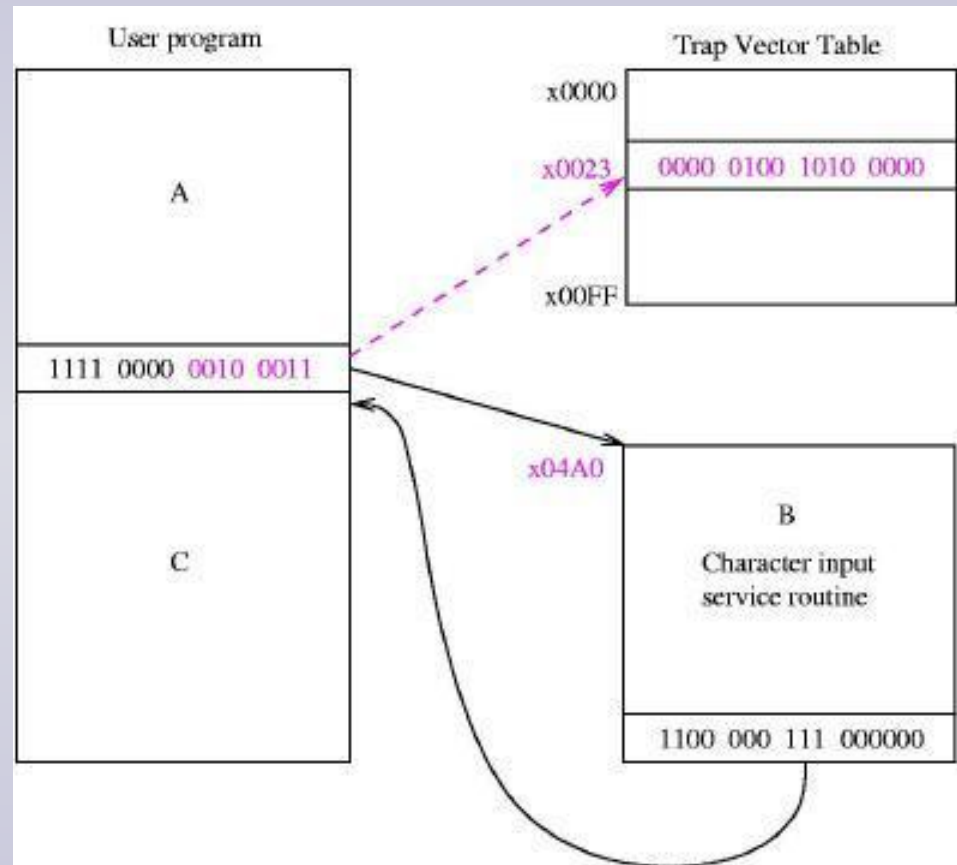 User program
Trap Vector Table
x0000
x0023
0000 0100 1010 0000
A
x00FF
1111 0000 0010 0011
x04A0
B
Character input
service routine
C
1100 000 111 000000